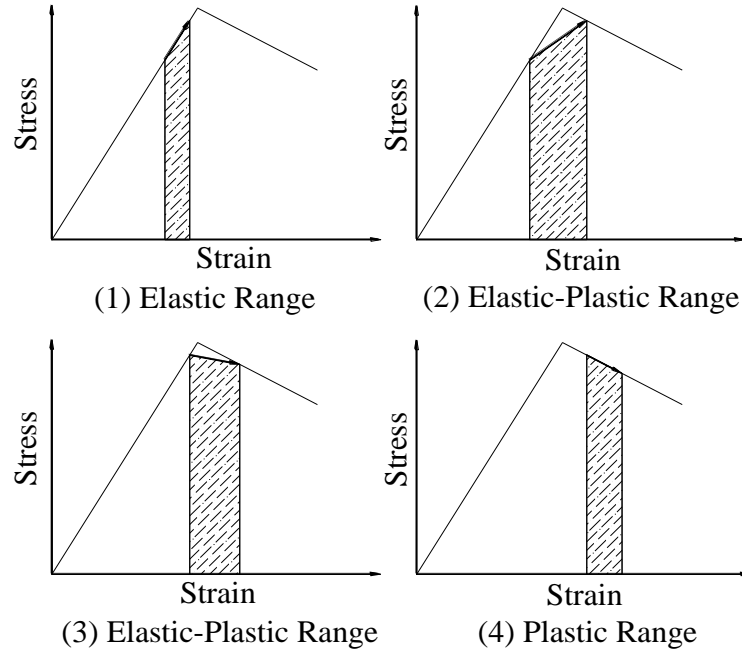 Stress
Strain
(1) Elastic Range
Stress
Strain
(2) Elastic-Plastic Range
Stress
Strain
(3) Elastic-Plastic Range
Stress
Strain
(4) Plastic Range